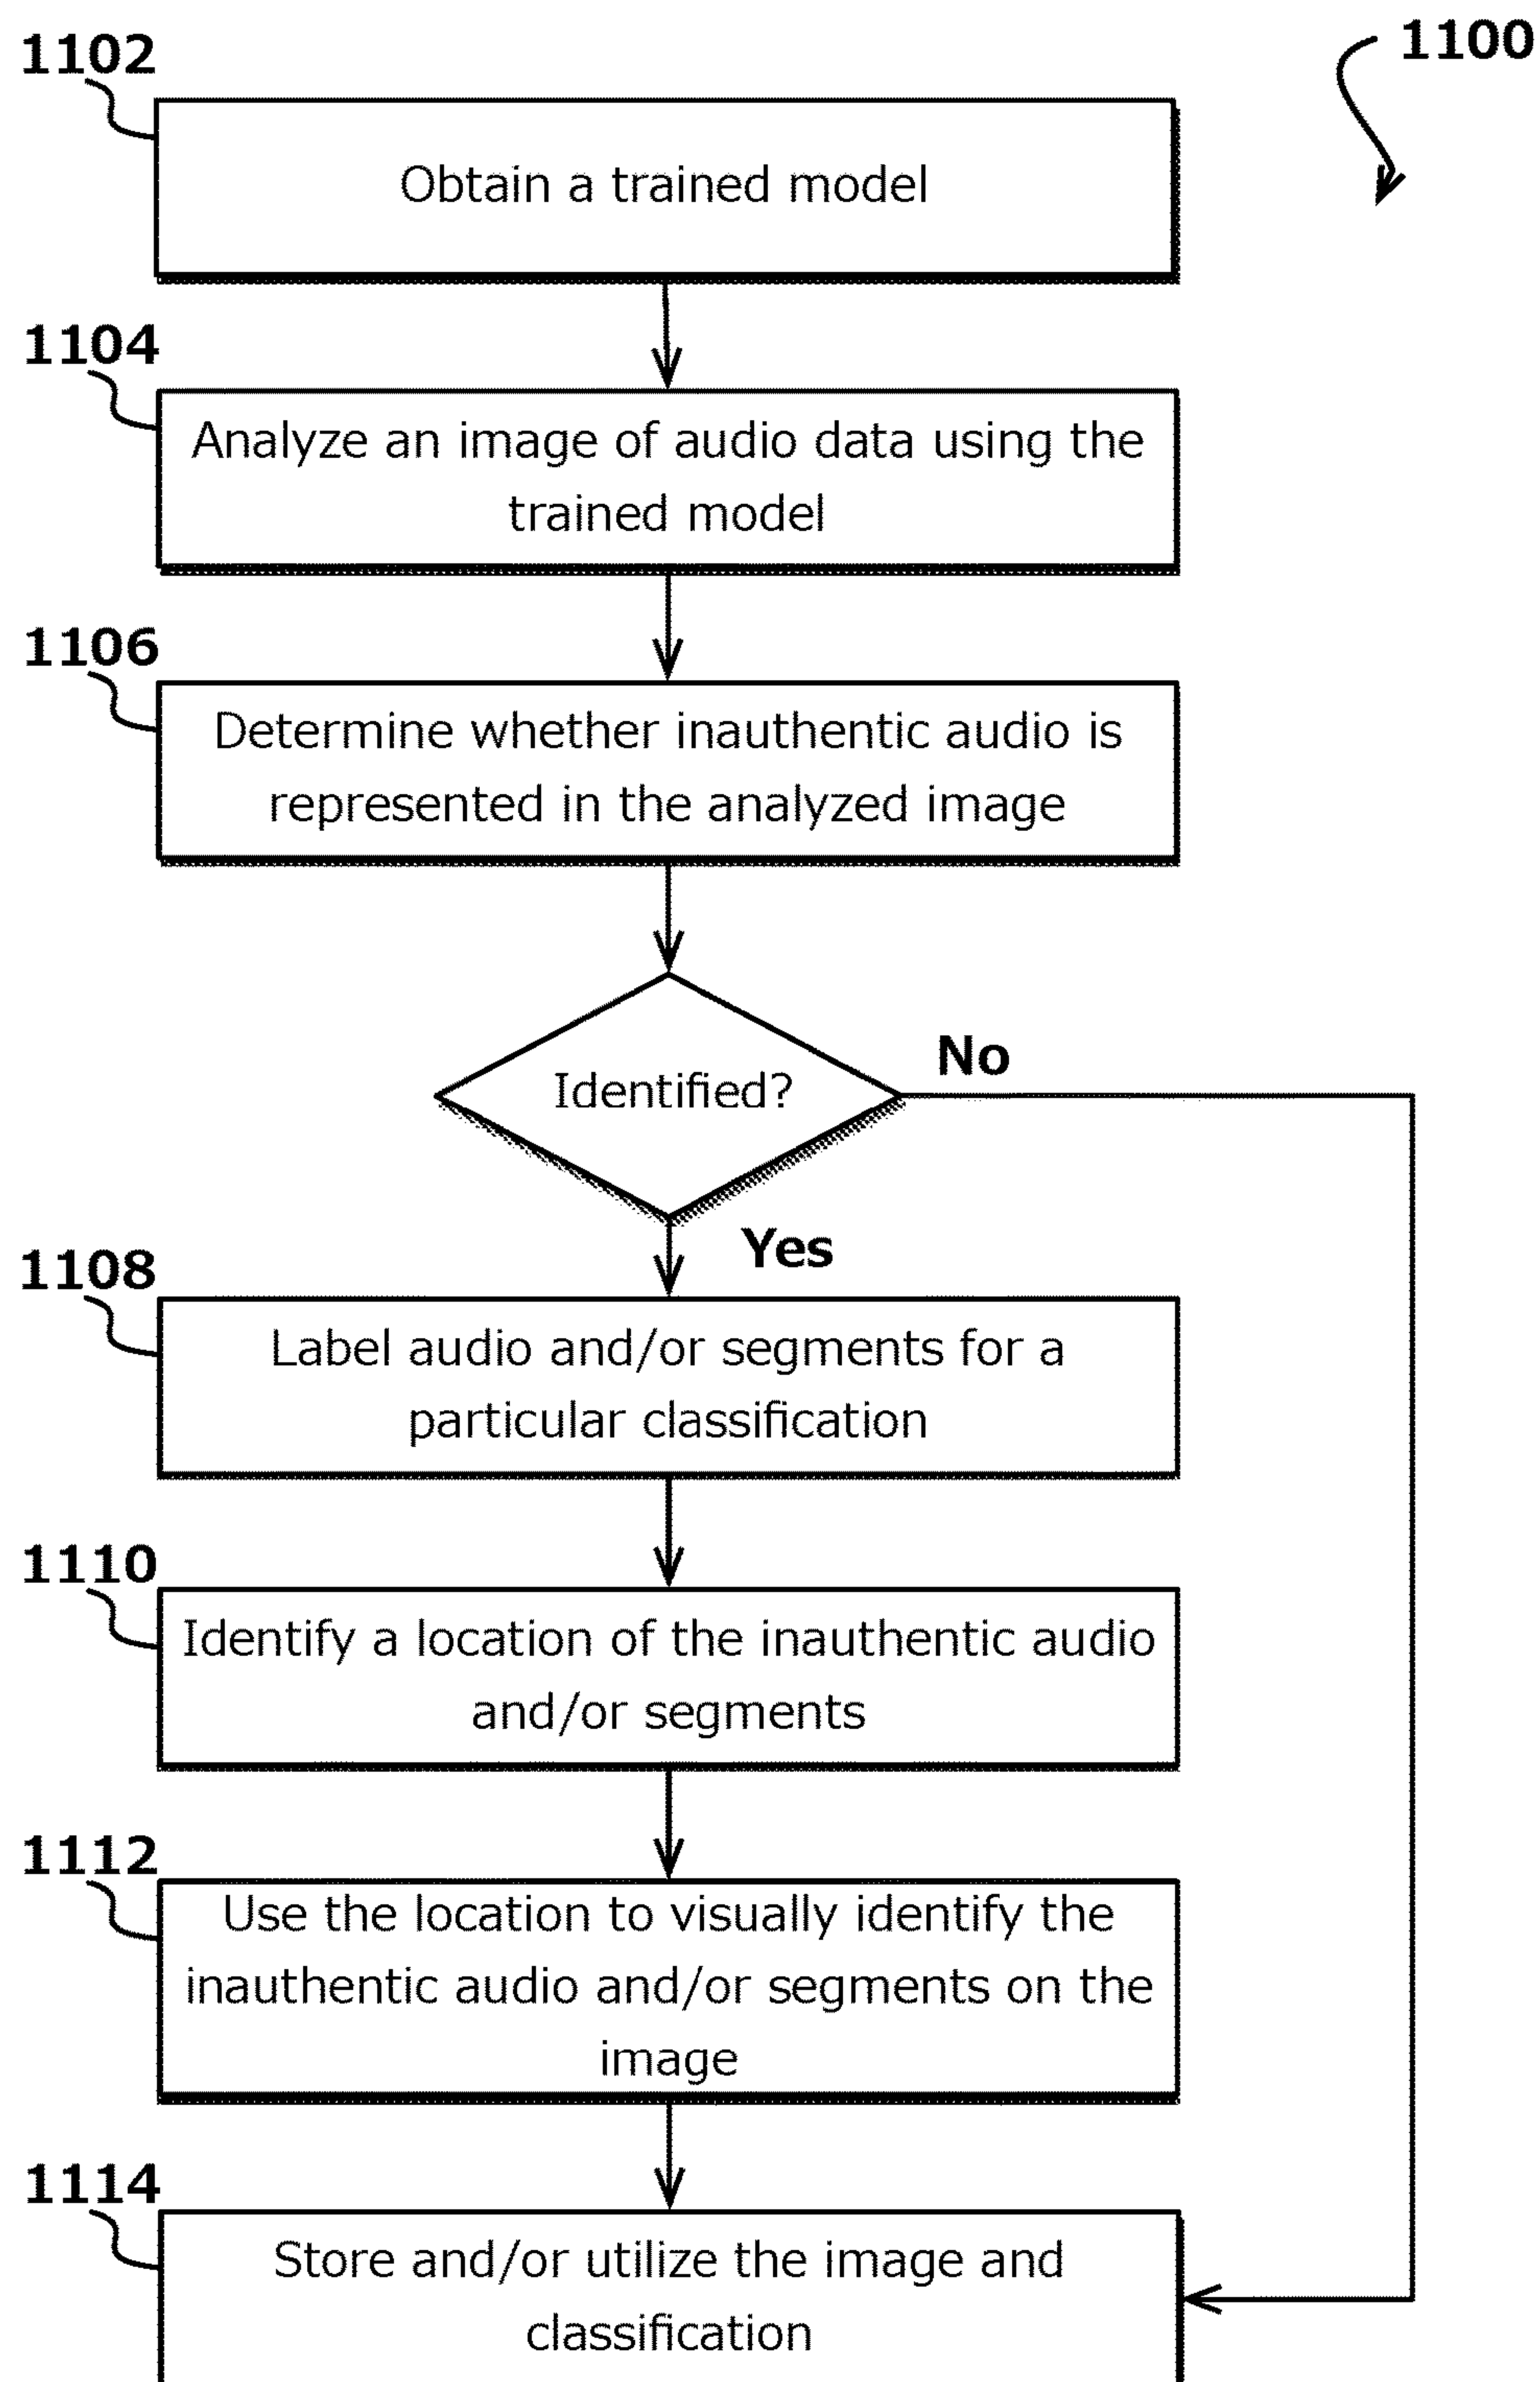 1100
1102
Obtain a trained model
1104
Analyze an image of audio data using the
trained model
1106
Determine whether inauthentic audio is
represented in the analyzed image
Identified?
No
Yes
1108
Label audio and/or segments for a
particular classification
1110
Identify a location of the inauthentic audio
and/or segments
1112
Use the location to visually identify the
inauthentic audio and/or segments on the
image
1114
Store and/or utilize the image and
classification